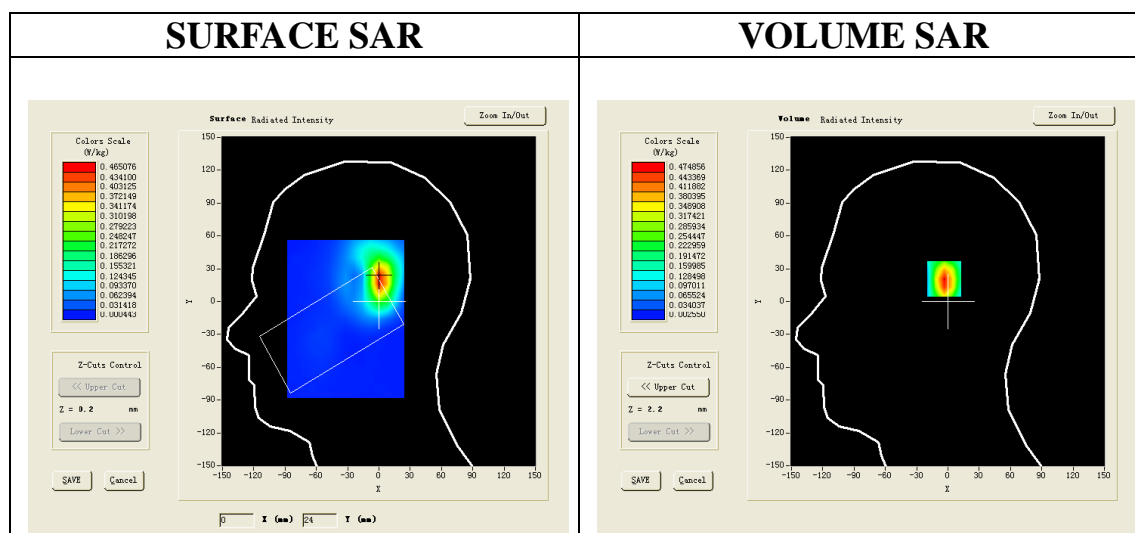 SURFACE SAR
VOLUME SAR
Surface Radiated Intensity
Zoom In/Out
Colors Scale
(W/kg)
0.465076
0.434100
0.403125
0.372149
0.341174
0.310198
0.279223
0.248247
0.217272
0.186296
0.155321
0.124345
0.093370
0.062394
0.031418
0.000443
150
120
90
60
30
0
-30
-60
-90
-120
-150
Y
-150 -120 -90 -60 -30 0 30 60 90 120 150
X
Z-Cuts Control
<< Upper Cut
Z = 0.2 mm
Lower Cut >>
SAVE Cancel
0 X (mm) 24 Y (mm)
Volume Radiated Intensity
Zoom In/Out
Colors Scale
(W/kg)
0.474856
0.443369
0.411882
0.380395
0.348908
0.317421
0.285934
0.254447
0.222959
0.191472
0.159985
0.128498
0.097011
0.065524
0.034037
0.002550
150
120
90
60
30
0
-30
-60
-90
-120
-150
Y
-150 -120 -90 -60 -30 0 30 60 90 120 150
X
Z-Cuts Control
<< Upper Cut
Z = 2.2 mm
Lower Cut >>
SAVE Cancel